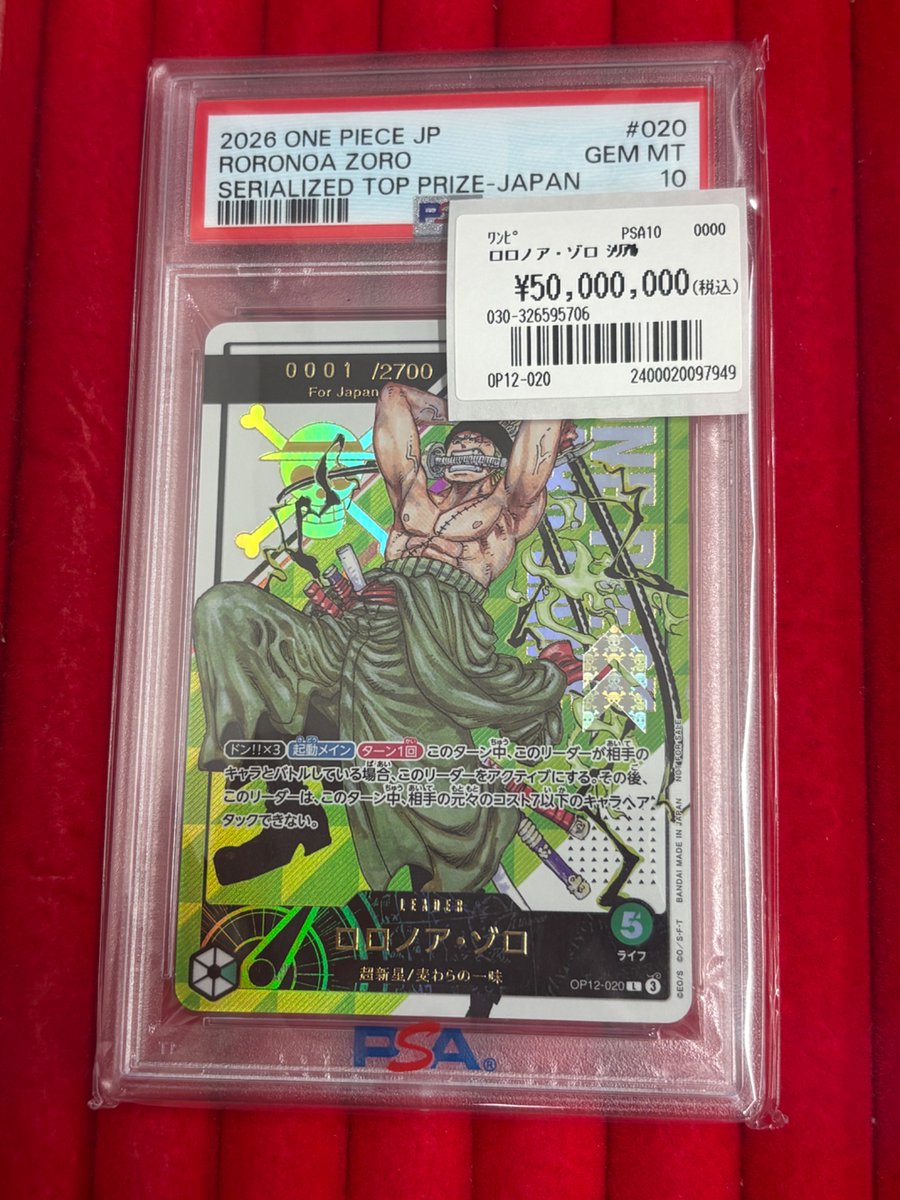 2026 ONE PIECE JP #020
RORONOA ZORO GEM MT
SERIALIZED TOP PRIZE-JAPAN 10
ワンピ PSA10 0000
ロロノア・ゾロ シリアル
¥50,000,000(税込)
030-326595706
OP12-020 2400020097949
0001 /2700
For Japan
ドン!!×3 起動メイン ターン1回 このターン中、このリーダーが相手の
キャラとバトルしている場合、このリーダーをアクティブにする。その後、
このリーダーは、このターン中、相手の元々のコスト7以下のキャラへア
タックできない。
©EO/S ©O/S・F・T BANDAI MADE IN JAPAN NOT FOR SALE
LEADER
ロロノア・ゾロ
超新星/麦わらの一味
5
ライフ
OP12-020 L 3
PSA®